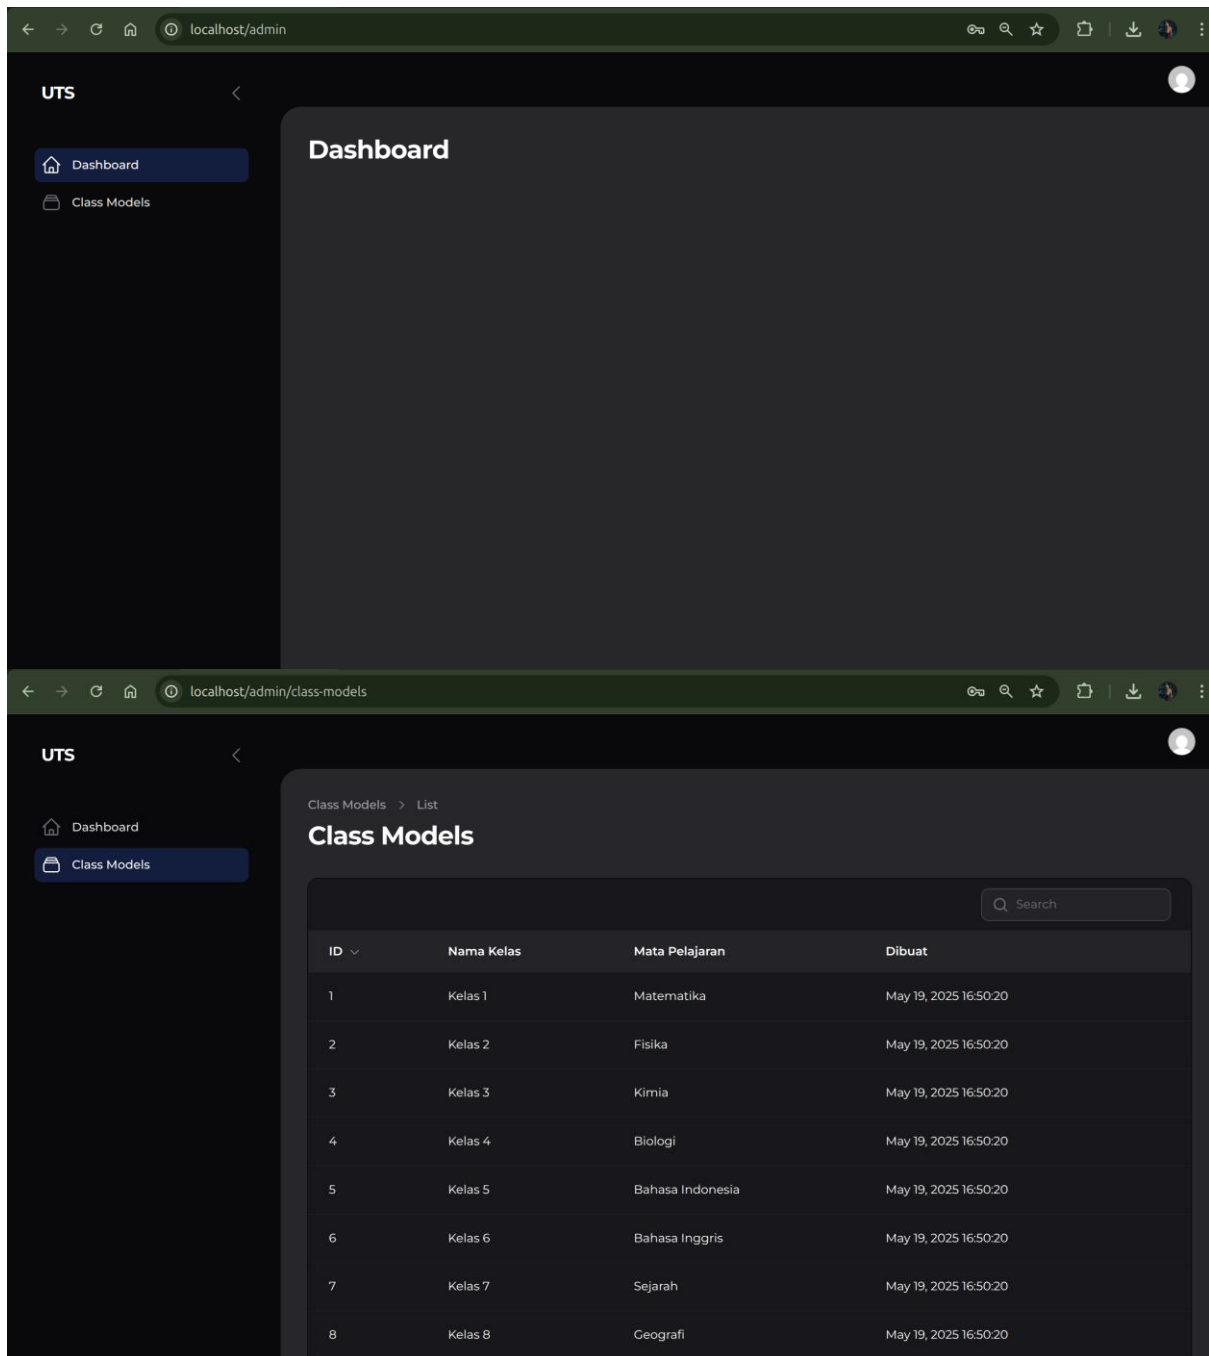 localhost/admin
UTS
Dashboard
Dashboard
Class Models
localhost/admin/class-models
UTS
Class Models > List
Dashboard
Class Models
Class Models
Search
ID Nama Kelas Mata Pelajaran Dibuat
1 Kelas 1 Matematika May 19, 2025 16:50:20
2 Kelas 2 Fisika May 19, 2025 16:50:20
3 Kelas 3 Kimia May 19, 2025 16:50:20
4 Kelas 4 Biologi May 19, 2025 16:50:20
5 Kelas 5 Bahasa Indonesia May 19, 2025 16:50:20
6 Kelas 6 Bahasa Inggris May 19, 2025 16:50:20
7 Kelas 7 Sejarah May 19, 2025 16:50:20
8 Kelas 8 Geografi May 19, 2025 16:50:20